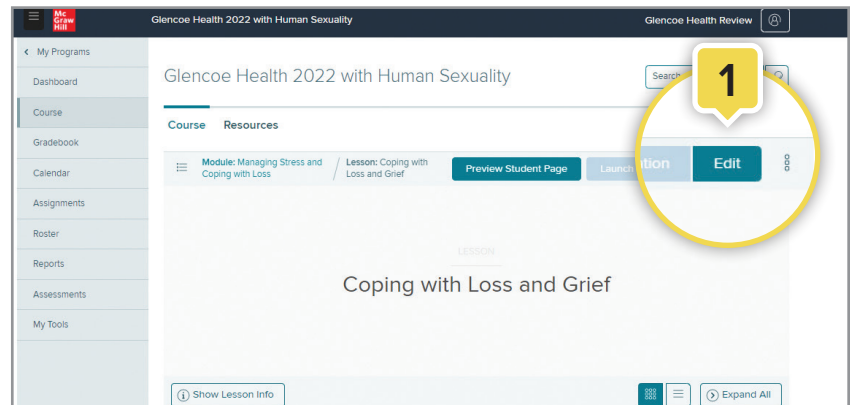 Mc
Graw
Hill
Glencoe Health 2022 with Human Sexuality
Glencoe Health Review
My Programs
Dashboard
Course
Gradebook
Calendar
Assignments
Roster
Reports
Assessments
My Tools
Glencoe Health 2022 with Human Sexuality
Search
1
Course Resources
Module: Managing Stress and
Coping with Loss
Lesson: Coping with
Loss and Grief
Preview Student Page
Launch
Edit
LESSON
Coping with Loss and Grief
Show Lesson Info
Expand All